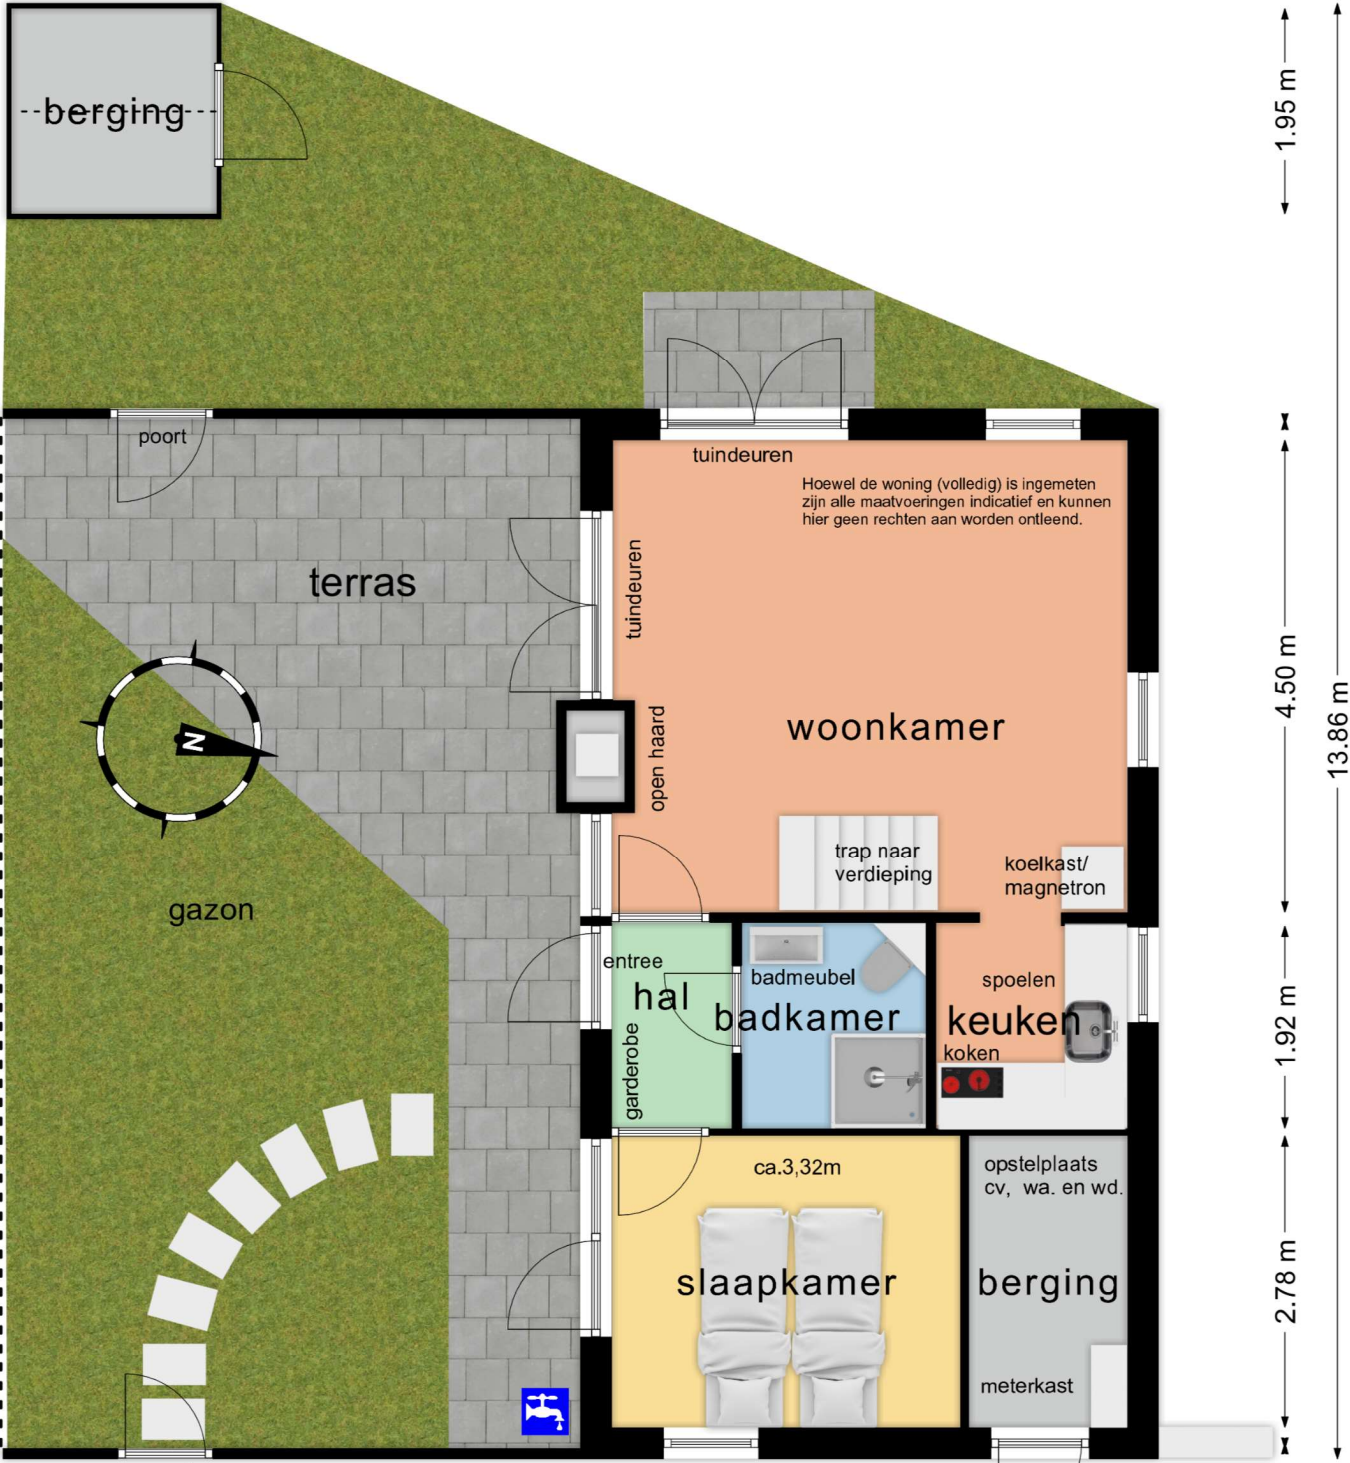 berging
1.95 m
poort
tuindeuren
Hoewel de woning (volledig) is ingemeten
zijn alle maatvoeringen indicatief en kunnen
hier geen rechten aan worden ontleend.
terras
tuindeuren
4.50 m
13.86 m
N
open haard
woonkamer
trap naar
verdieping
koelkast/
magnetron
gazon
entree
hal
garderobe
badmeubel
badkamer
spoelen
keuken
koken
1.92 m
ca.3,32m
opstelplaats
cv, wa. en wd.
slaapkamer
berging
2.78 m
meterkast